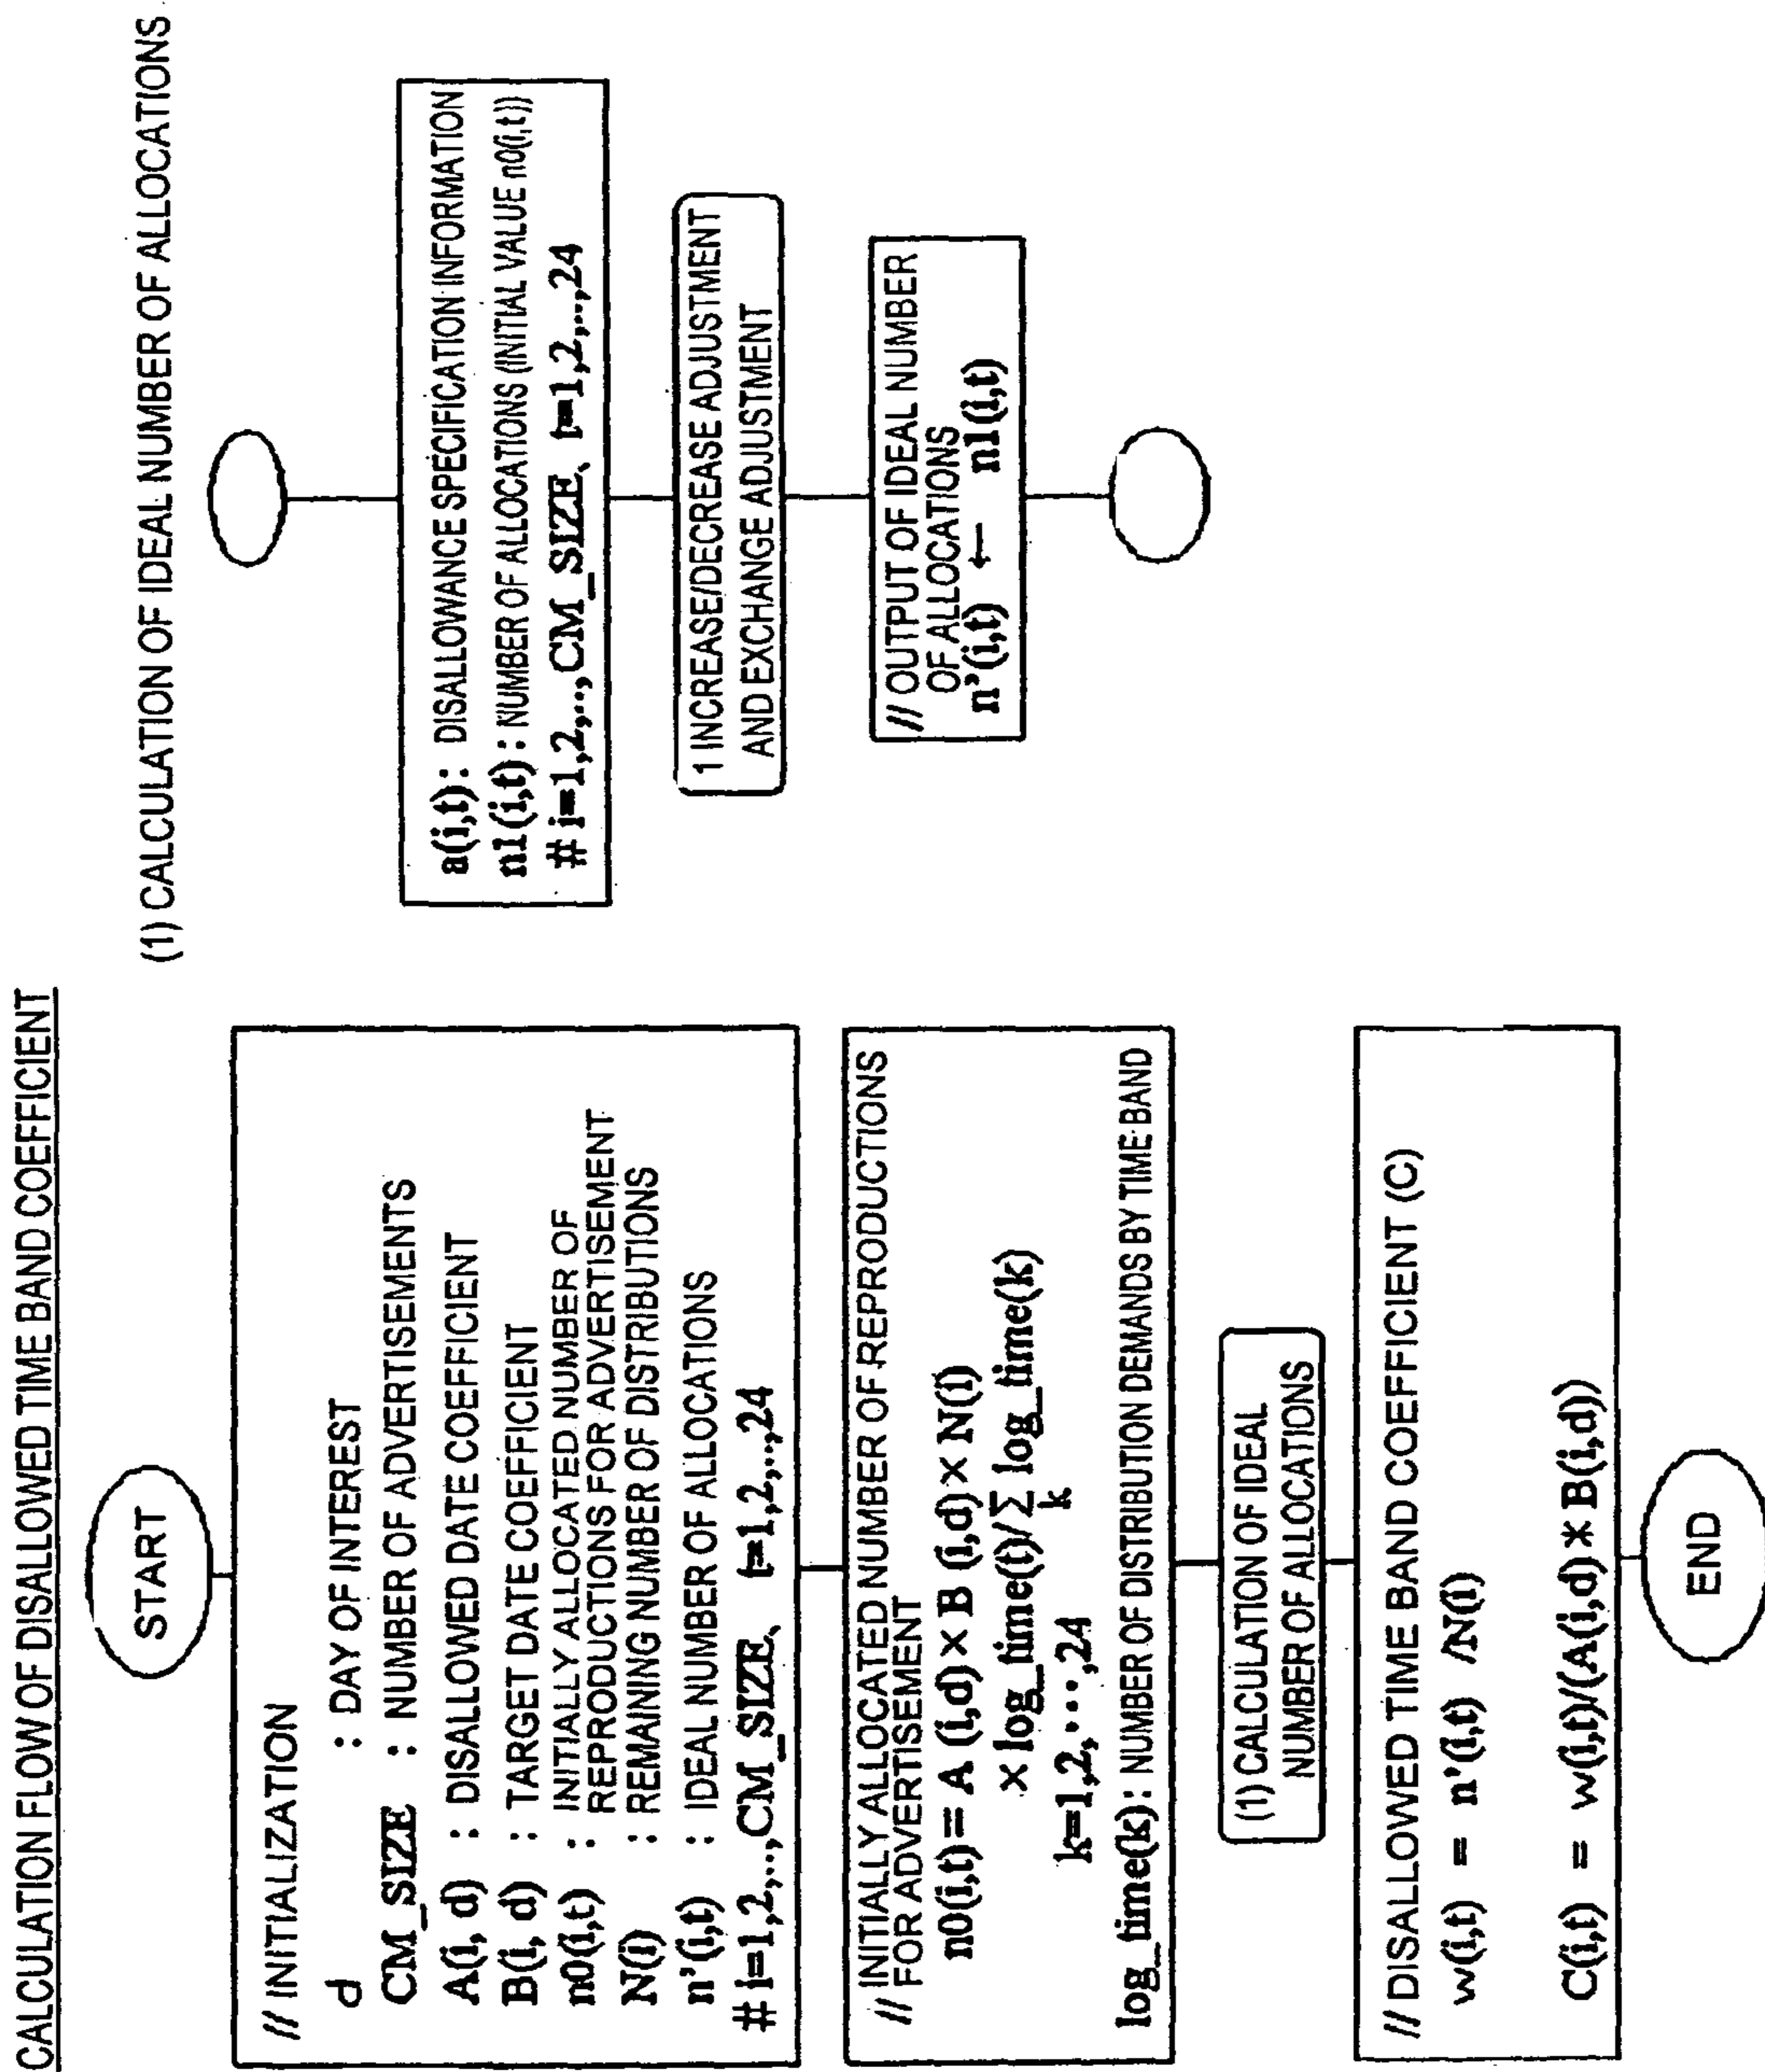 CALCULATION FLOW OF DISALLOWED TIME BAND COEFFICIENT
START
// INITIALIZATION
d : DAY OF INTEREST
CM_SIZE : NUMBER OF ADVERTISEMENTS
A(i, d) : DISALLOWED DATE COEFFICIENT
B(i, d) : TARGET DATE COEFFICIENT
n0(i,t) : INITIALLY ALLOCATED NUMBER OF
REPRODUCTIONS FOR ADVERTISEMENT
N(i) : REMAINING NUMBER OF DISTRIBUTIONS
n'(i,t) : IDEAL NUMBER OF ALLOCATIONS
# i=1,2,..,CM_SIZE、 t=1,2,..,24
// INITIALLY ALLOCATED NUMBER OF REPRODUCTIONS
// FOR ADVERTISEMENT
n0(i,t) = A (i,d) × B (i,d) × N(i)
× log_time(t)/∑ log_time(k)
k
k=1,2,···,24
log_time(k): NUMBER OF DISTRIBUTION DEMANDS BY TIME BAND
(1) CALCULATION OF IDEAL
NUMBER OF ALLOCATIONS
// DISALLOWED TIME BAND COEFFICIENT (C)
w(i,t) = n'(i,t) /N(i)
C(i,t) = w(i,t)/(A(i,d)*B(i,d))
END
(1) CALCULATION OF IDEAL NUMBER OF ALLOCATIONS
a(i,t) : DISALLOWANCE SPECIFICATION INFORMATION
n1(i,t) : NUMBER OF ALLOCATIONS (INITIAL VALUE n0(i,t))
# i=1,2,..,CM_SIZE、 t=1,2,..,24
1 INCREASE/DECREASE ADJUSTMENT
AND EXCHANGE ADJUSTMENT
// OUTPUT OF IDEAL NUMBER
OF ALLOCATIONS
n'(i,t) ← n1(i,t)